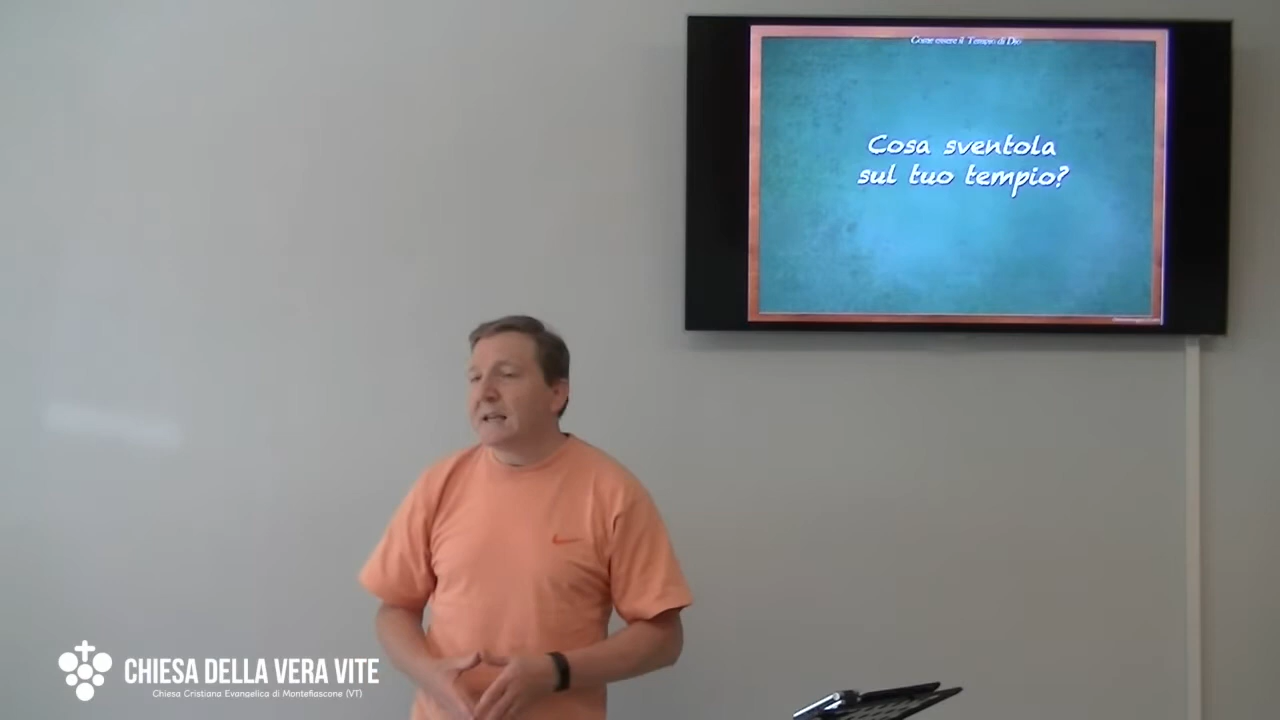 Come essere il Tempio di Dio
Cosa sventola
sul tuo tempio?
CHIESA DELLA VERA VITE
Chiesa Cristiana Evangelica di Montefiascone (VT)